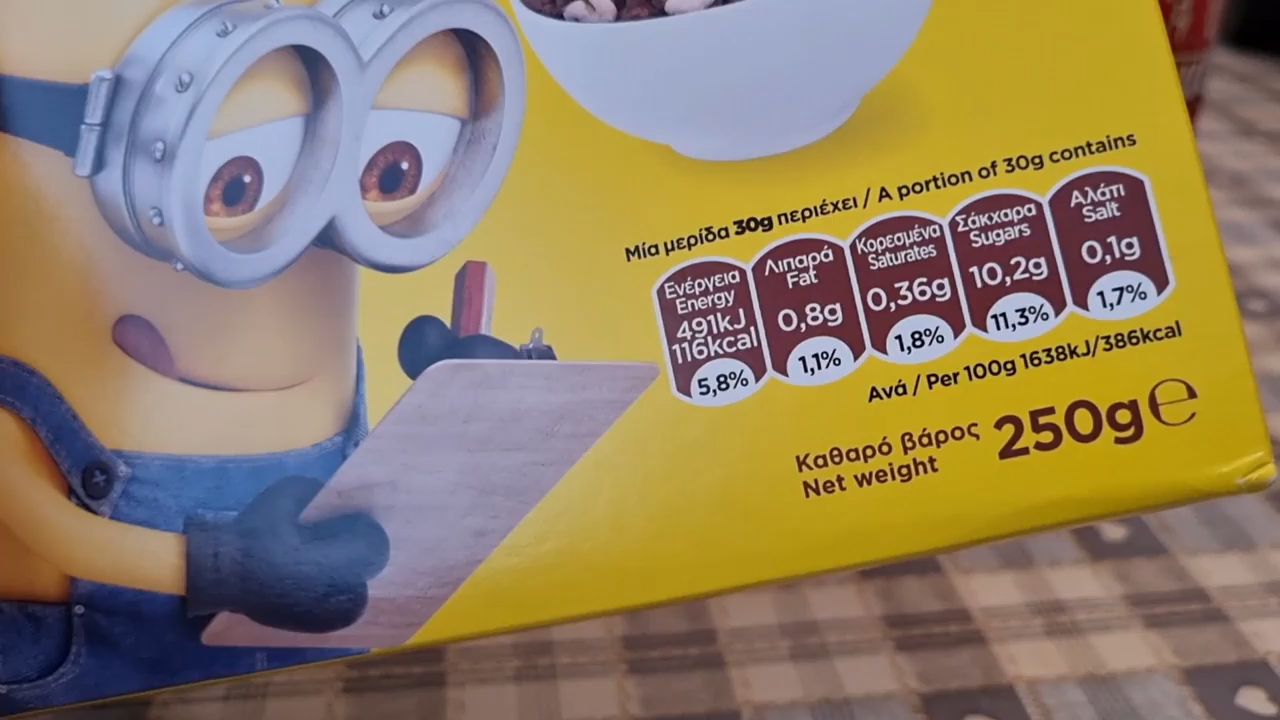 Μία μερίδα 30g περιέχει / A portion of 30g contains
Ενέργεια
Energy
491kJ
116kcal
5,8%
Λιπαρά
Fat
0,8g
1,1%
Κορεσμένα
Saturates
0,36g
1,8%
Σάκχαρα
Sugars
10,2g
11,3%
Αλάτι
Salt
0,1g
1,7%
Ανά / Per 100g 1638kJ/386kcal
Καθαρό βάρος
Net weight
250g℮